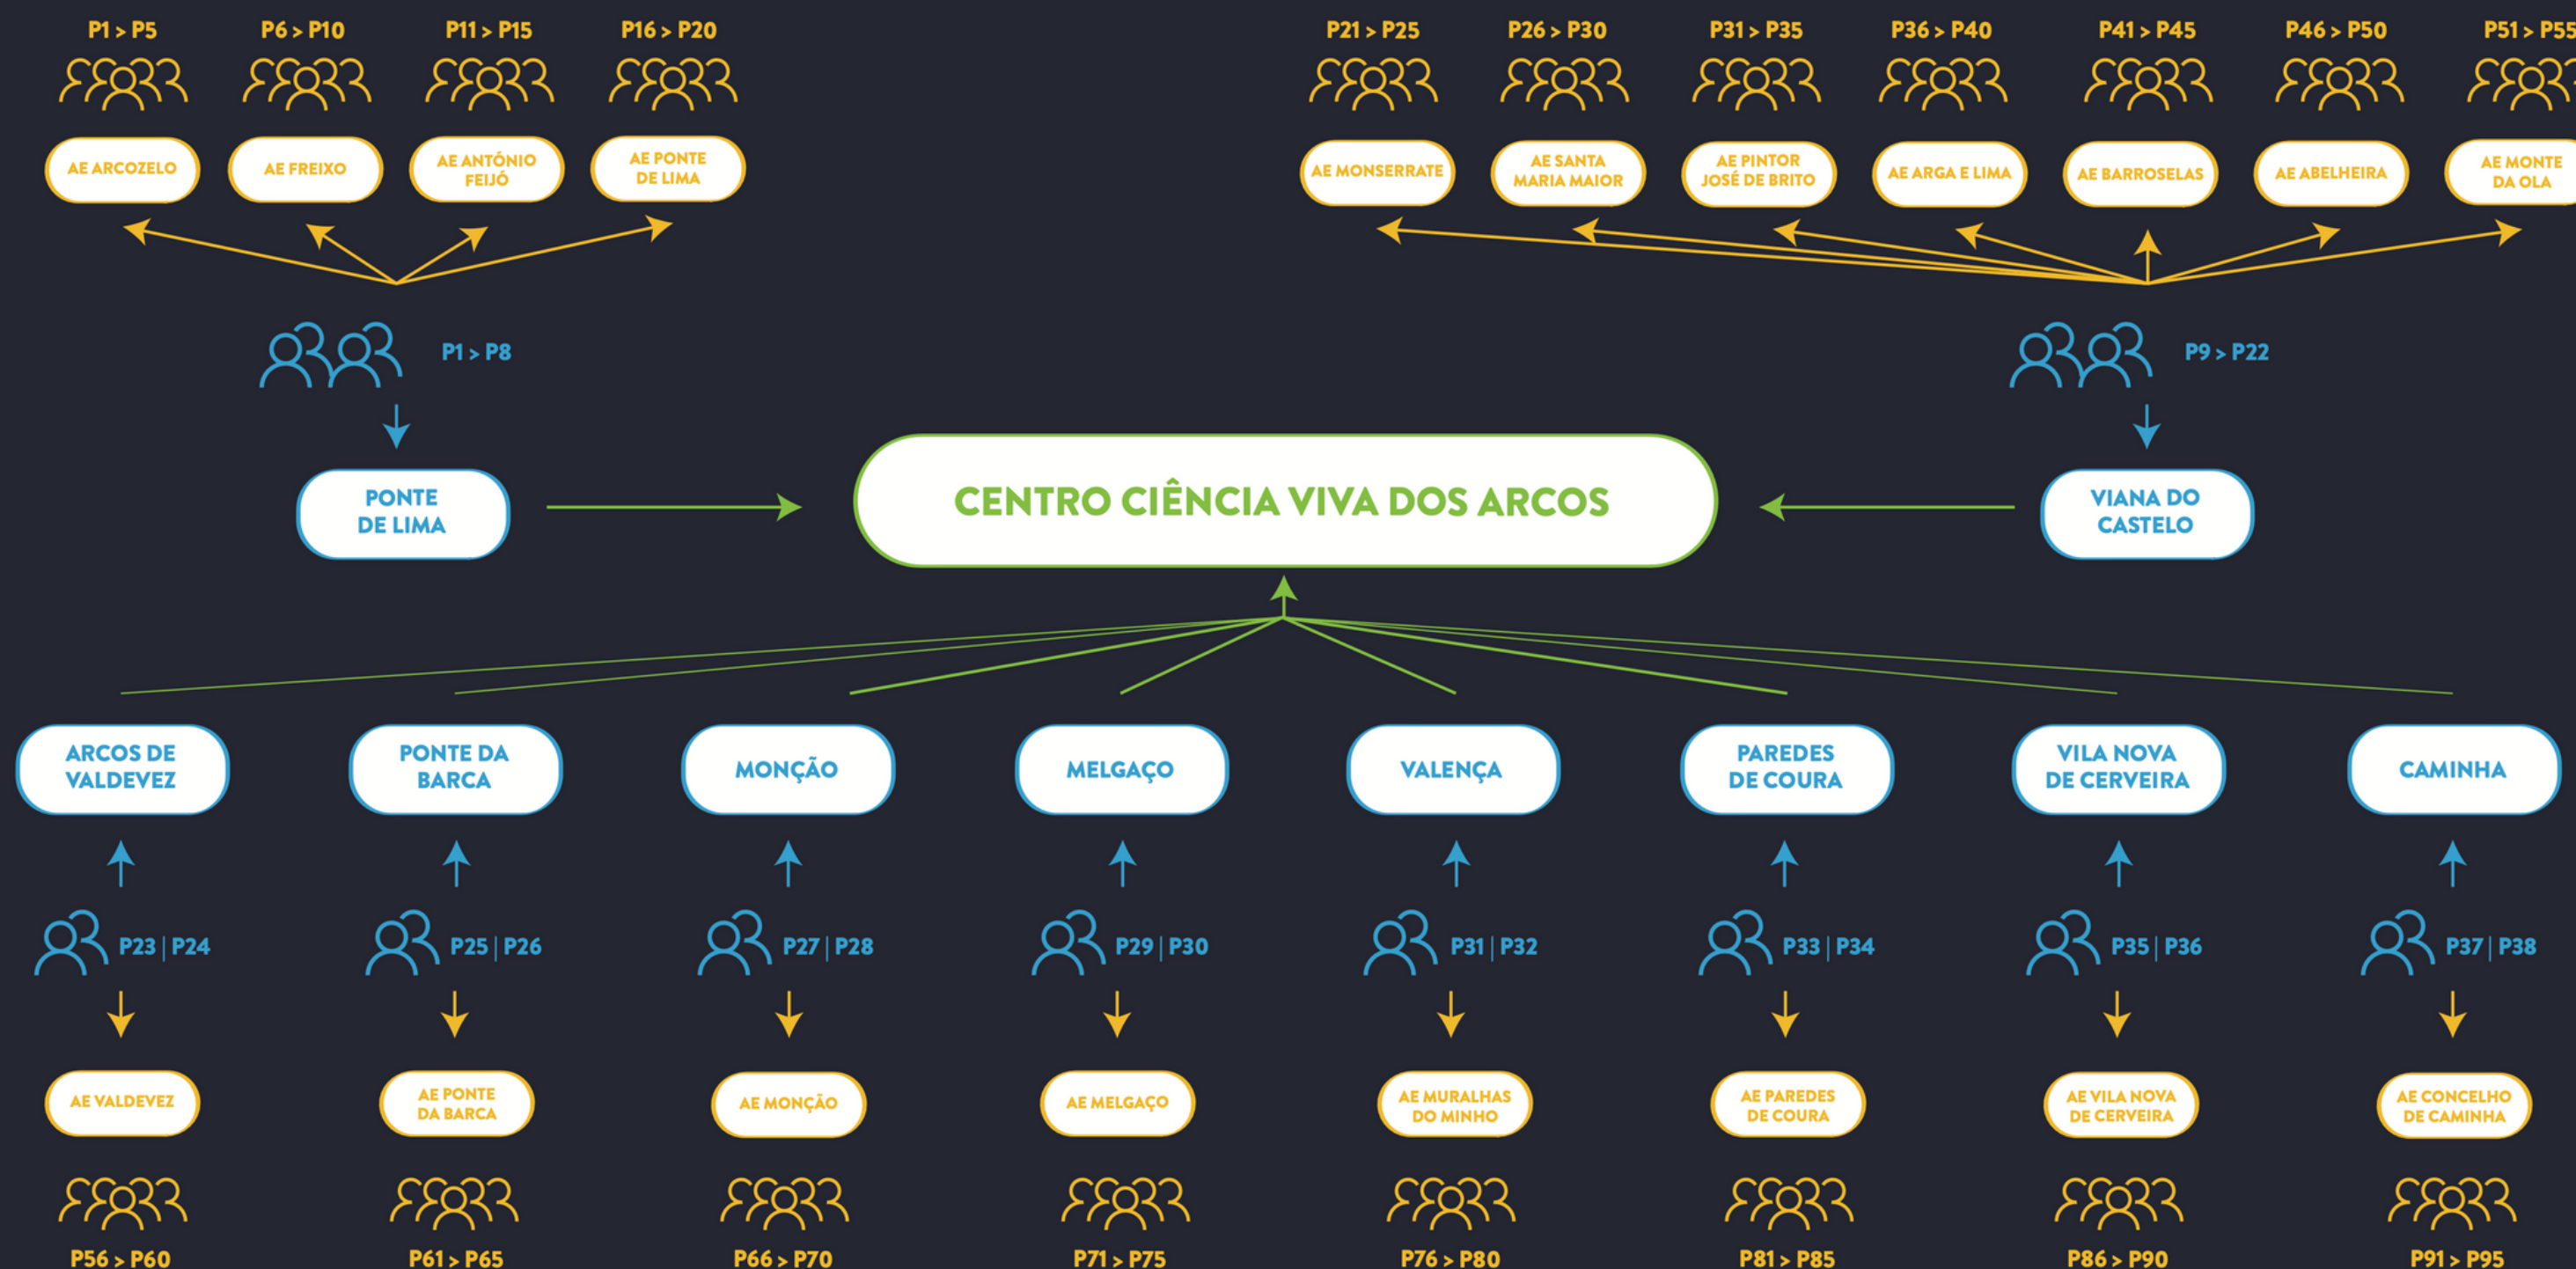 P1 > P5
P6 > P10
P11 > P15
P16 > P20
P21 > P25
P26 > P30
P31 > P35
P36 > P40
P41 > P45
P46 > P50
P51 > P55
AE ARCOZELO
AE FREIXO
AE ANTÓNIO
FEIJÓ
AE PONTE
DE LIMA
AE MONSERRATE
AE SANTA
MARIA MAIOR
AE PINTOR
JOSÉ DE BRITO
AE ARGA E LIMA
AE BARROSELAS
AE ABELHEIRA
AE MONTE
DA OLA
P1 > P8
P9 > P22
PONTE
DE LIMA
CENTRO CIÊNCIA VIVA DOS ARCOS
VIANA DO
CASTELO
ARCOS DE
VALDEVEZ
PONTE DA
BARCA
MONÇÃO
MELGAÇO
VALENÇA
PAREDES
DE COURA
VILA NOVA
DE CERVEIRA
CAMINHA
P23 | P24
P25 | P26
P27 | P28
P29 | P30
P31 | P32
P33 | P34
P35 | P36
P37 | P38
AE VALDEVEZ
AE PONTE
DA BARCA
AE MONÇÃO
AE MELGAÇO
AE MURALHAS
DO MINHO
AE PAREDES
DE COURA
AE VILA NOVA
DE CERVEIRA
AE CONCELHO
DE CAMINHA
P56 > P60
P61 > P65
P66 > P70
P71 > P75
P76 > P80
P81 > P85
P86 > P90
P91 > P95